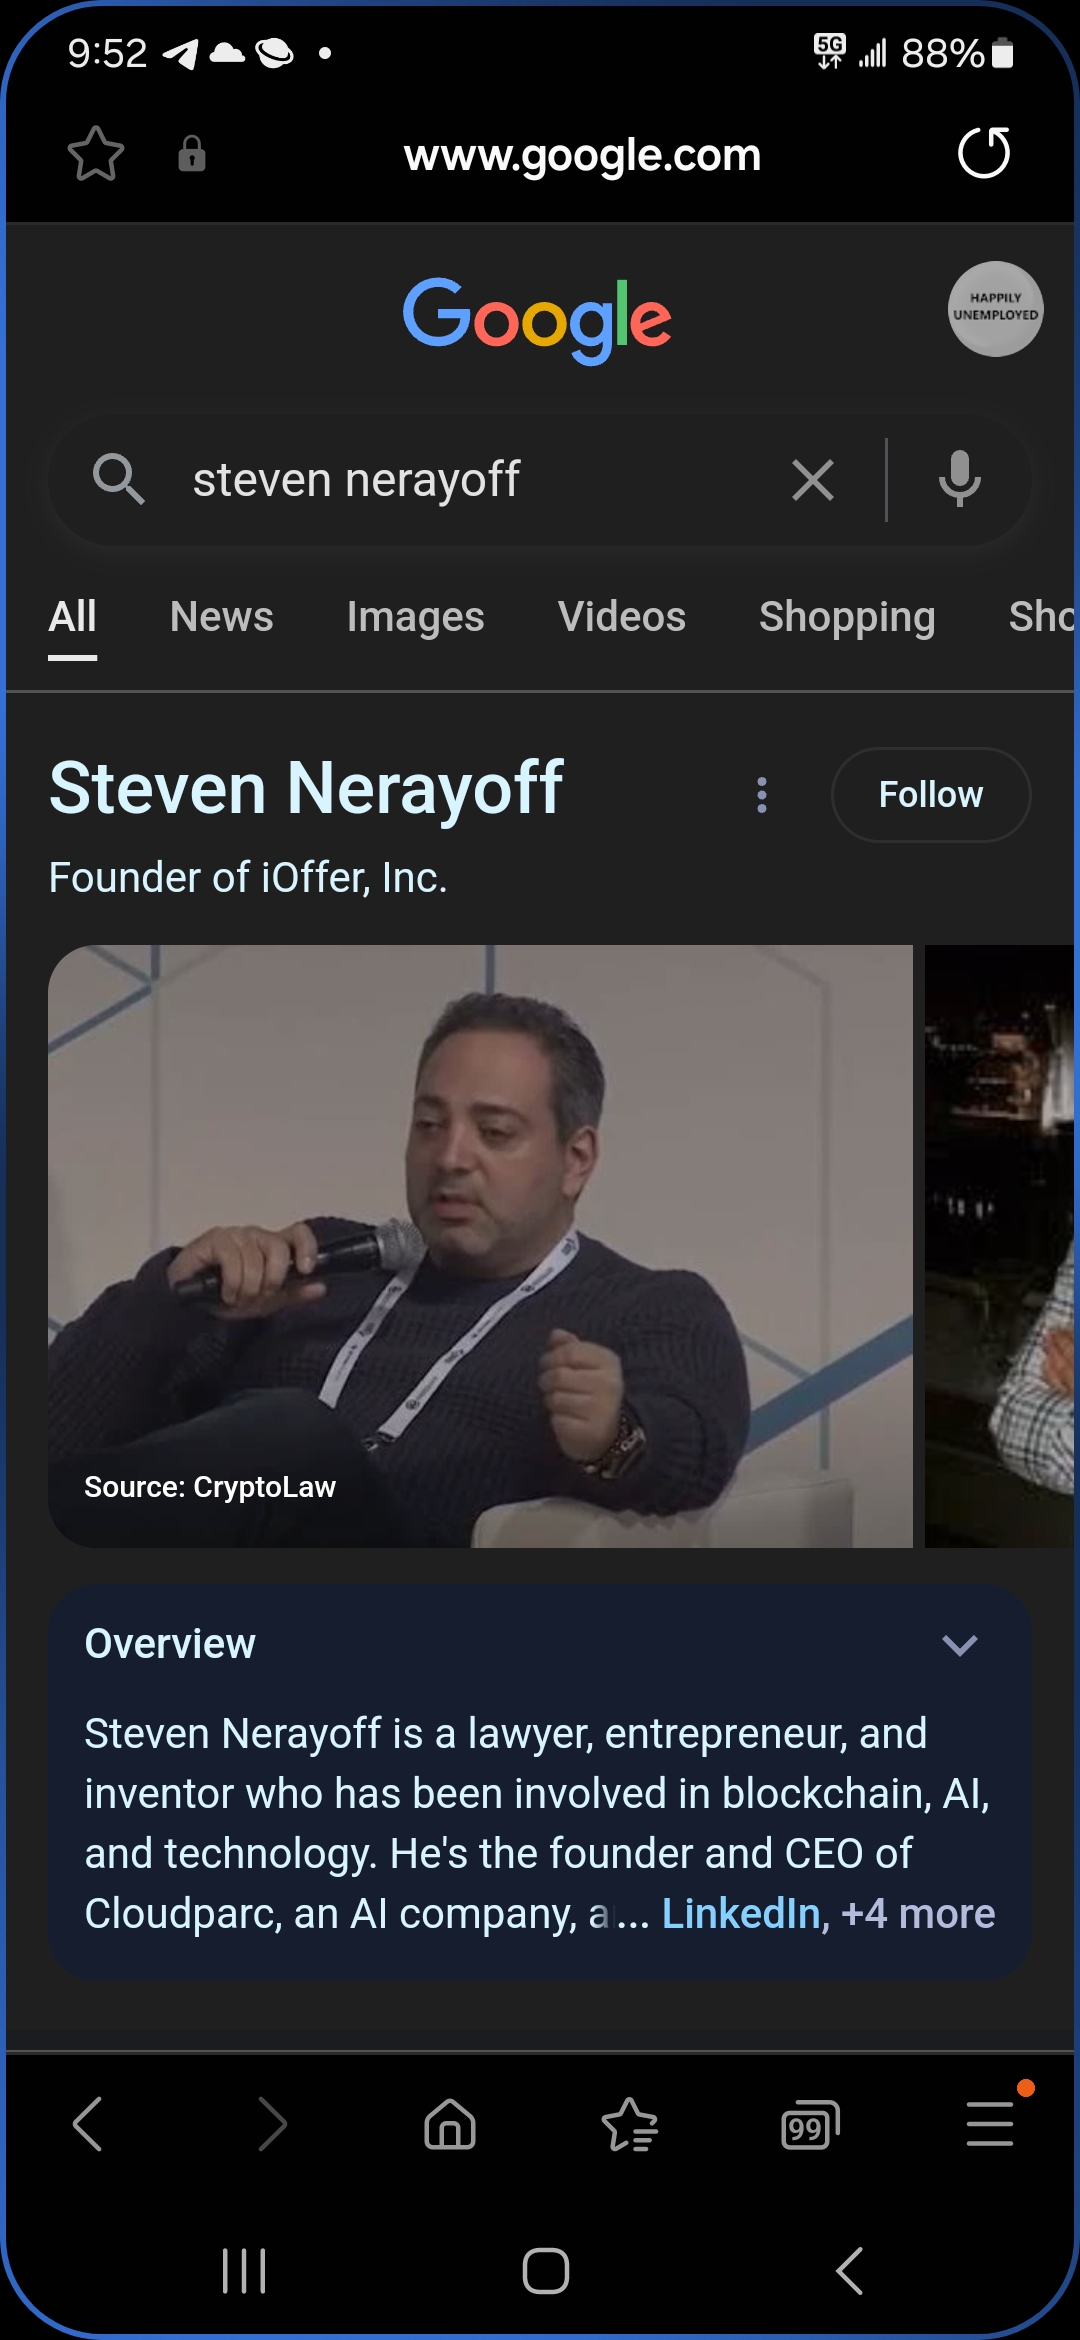 9:52
5G
88%
www.google.com
Google
HAPPILY
UNEMPLOYED
steven nerayoff
All News Images Videos Shopping Sho
Steven Nerayoff
Follow
Founder of iOffer, Inc.
Source: CryptoLaw
Overview
Steven Nerayoff is a lawyer, entrepreneur, and
inventor who has been involved in blockchain, AI,
and technology. He's the founder and CEO of
Cloudparc, an AI company, a... LinkedIn, +4 more
99